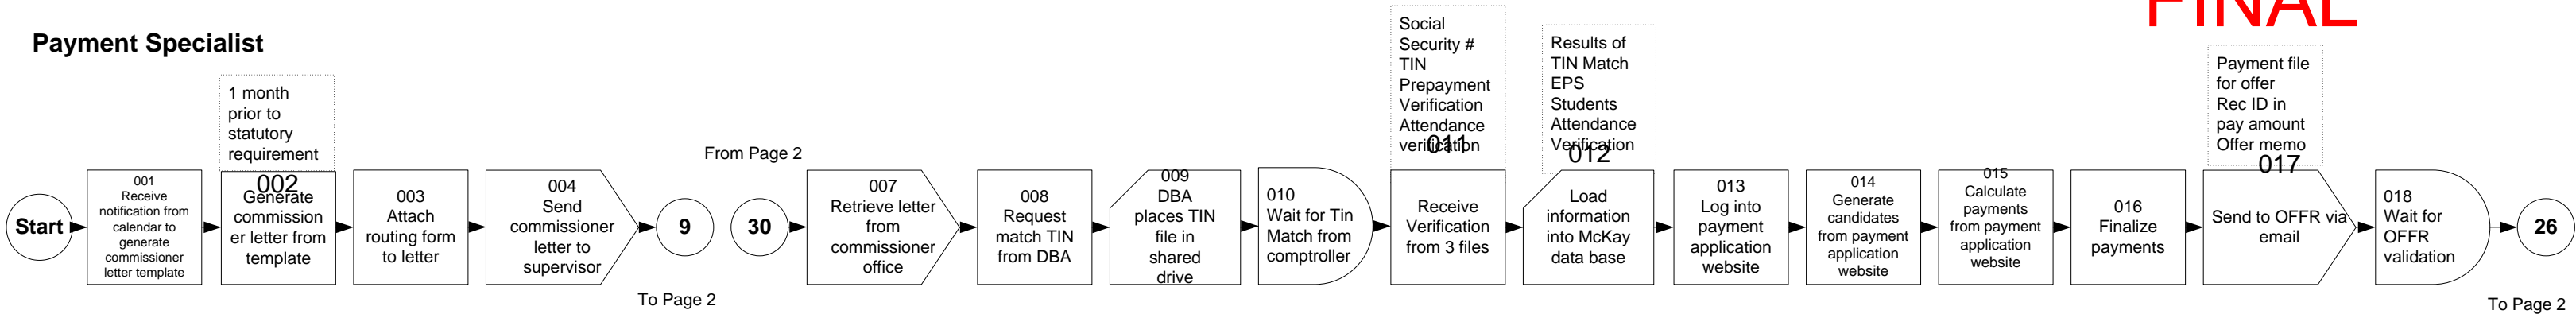 FINAL
Payment Specialist
Start
001
Receive
notification from
calendar to
generate
commissioner
letter template
1 month
prior to
statutory
requirement
002
Generate
commission
er letter from
template
003
Attach
routing form
to letter
004
Send
commissioner
letter to
supervisor
9
To Page 2
From Page 2
30
007
Retrieve letter
from
commissioner
office
008
Request
match TIN
from DBA
009
DBA
places TIN
file in
shared
drive
010
Wait for Tin
Match from
comptroller
Social
Security #
TIN
Prepayment
Verification
Attendance
verification
011
Receive
Verification
from 3 files
Results of
TIN Match
EPS
Students
Attendance
Verification
012
Load
information
into McKay
data base
013
Log into
payment
application
website
014
Generate
candidates
from payment
application
website
015
Calculate
payments
from payment
application
website
016
Finalize
payments
Payment file
for offer
Rec ID in
pay amount
Offer memo
017
Send to OFFR via
email
018
Wait for
OFFR
validation
26
To Page 2